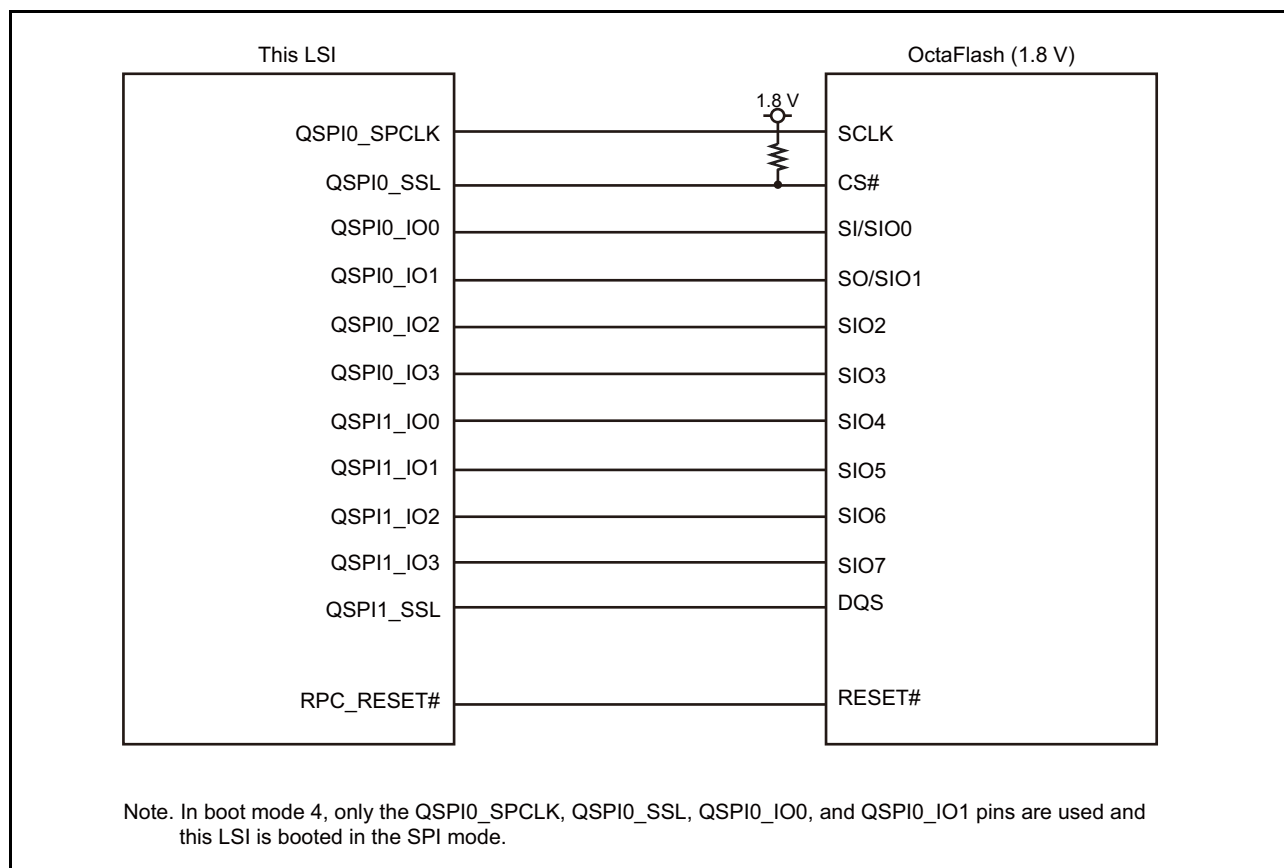 This LSI
OctaFlash (1.8 V)
1.8 V
QSPI0_SPCLK
SCLK
QSPI0_SSL
CS#
QSPI0_IO0
SI/SIO0
QSPI0_IO1
SO/SIO1
QSPI0_IO2
SIO2
QSPI0_IO3
SIO3
QSPI1_IO0
SIO4
QSPI1_IO1
SIO5
QSPI1_IO2
SIO6
QSPI1_IO3
SIO7
QSPI1_SSL
DQS
RPC_RESET#
RESET#
Note. In boot mode 4, only the QSPI0_SPCLK, QSPI0_SSL, QSPI0_IO0, and QSPI0_IO1 pins are used and
this LSI is booted in the SPI mode.